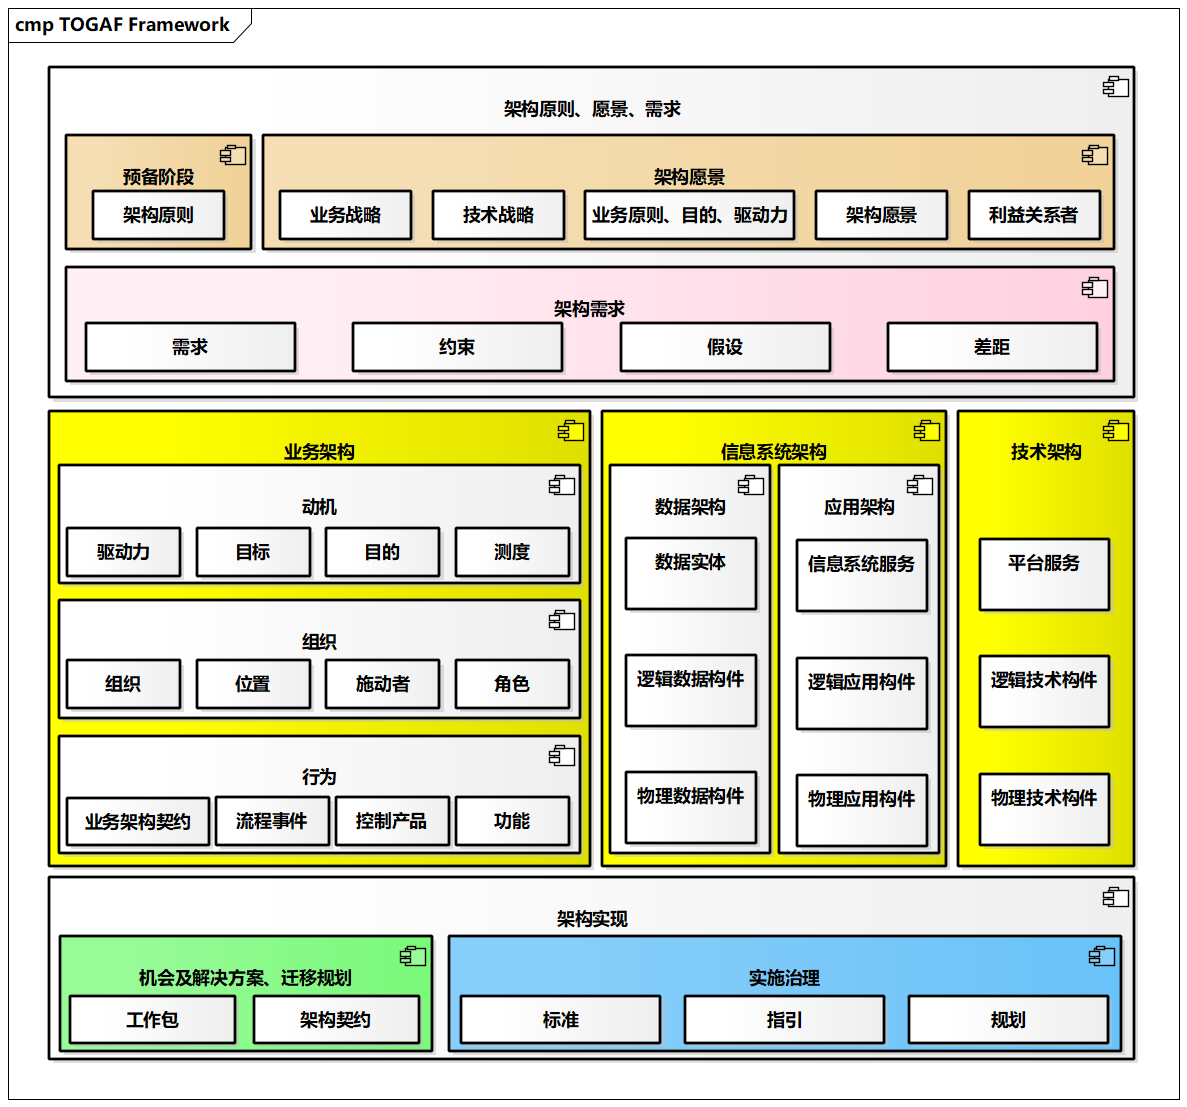 cmp TOGAF Framework
架构原则、愿景、需求
预备阶段
架构原则
架构愿景
业务战略
技术战略
业务原则、目的、驱动力
架构愿景
利益关系者
架构需求
需求
约束
假设
差距
业务架构
动机
驱动力
目标
目的
测度
组织
组织
位置
施动者
角色
行为
业务架构契约
流程事件
控制产品
功能
信息系统架构
数据架构
数据实体
逻辑数据构件
物理数据构件
应用架构
信息系统服务
逻辑应用构件
物理应用构件
技术架构
平台服务
逻辑技术构件
物理技术构件
架构实现
机会及解决方案、迁移规划
工作包
架构契约
实施治理
标准
指引
规划